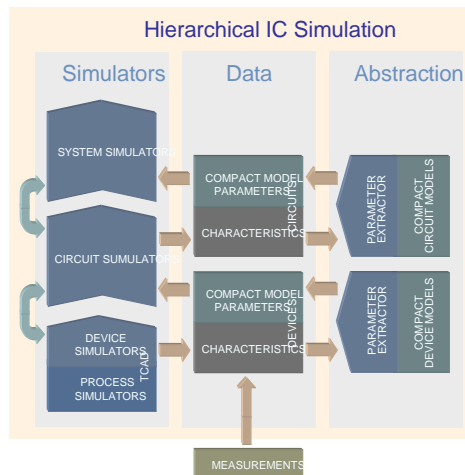 Hierarchical IC Simulation
Simulators
Data
Abstraction
SYSTEM SIMULATORS
COMPACT MODEL
PARAMETERS
CIRCUITS
CHARACTERISTICS
PARAMETER
EXTRACTOR
COMPACT
CIRCUIT MODELS
CIRCUIT SUMULATORS
COMPACT MODEL
PARAMETERS
DEVICES
CHARACTERISTICS
PARAMETER
EXTRACTOR
COMPACT
DEVICE MODELS
DEVICE
SIMULATORS
TCAD
PROCESS
SIMULATORS
MEASUREMENTS